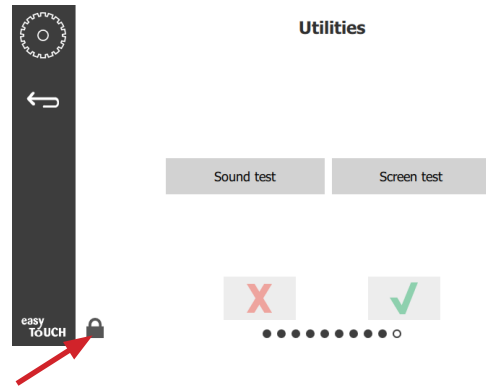 Utilities
Sound test
Screen test
X
easy
TOUCH